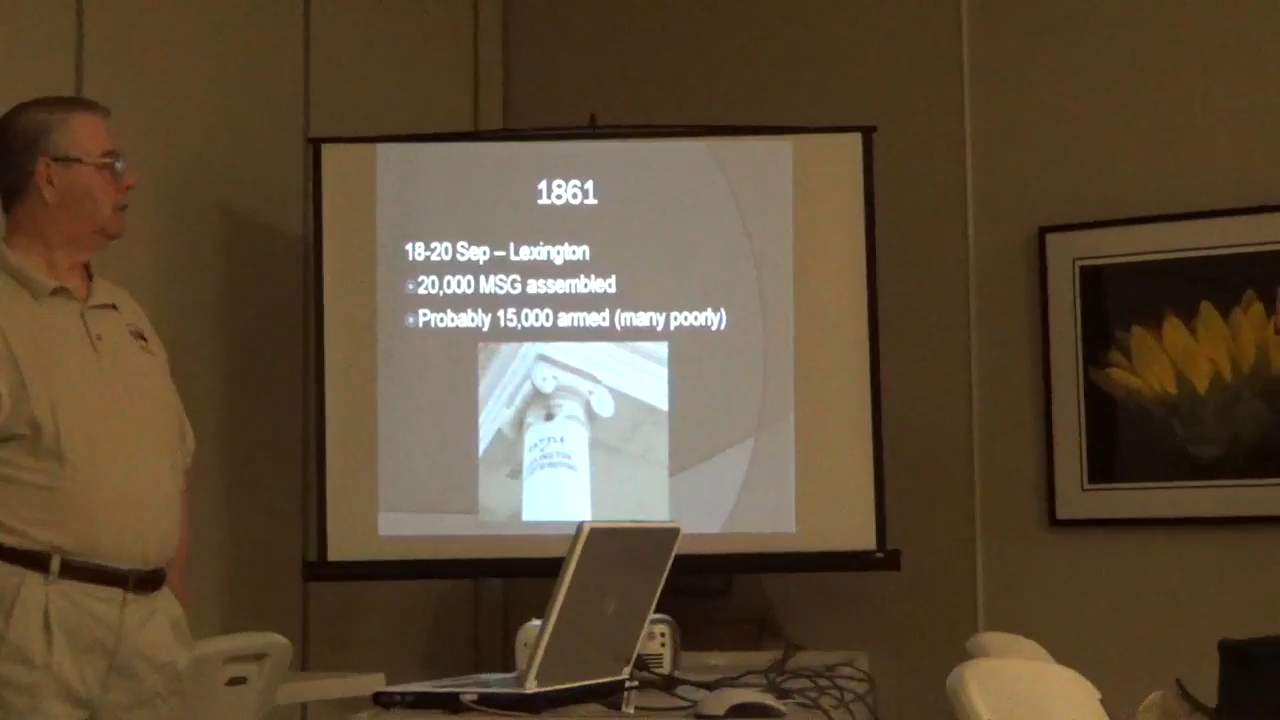 1861
18-20 Sep – Lexington
20,000 MSG assembled
Probably 15,000 armed (many poorly)